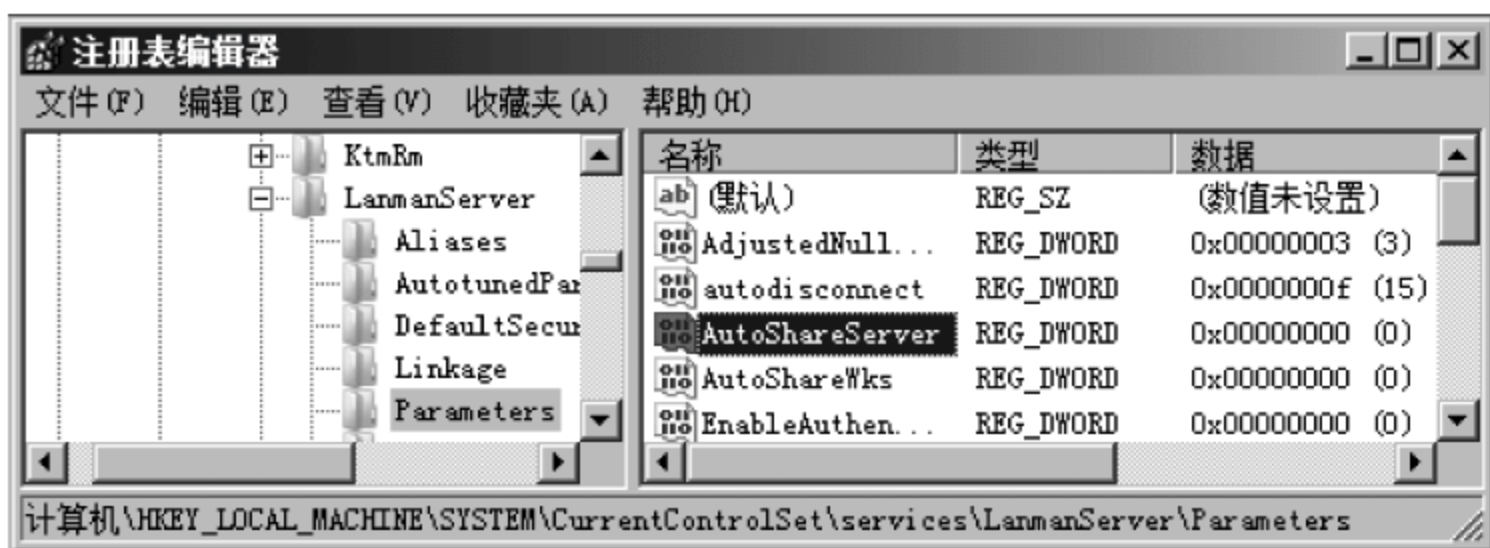 注册表编辑器
文件(F) 编辑(E) 查看(V) 收藏夹(A) 帮助(H)
KtmRm
LanmanServer
Aliases
AutotunedPar
DefaultSecur
Linkage
Parameters
名称 类型 数据
(默认) REG_SZ (数值未设置)
AdjustedNull... REG_DWORD 0x00000003 (3)
autodisconnect REG_DWORD 0x0000000f (15)
AutoShareServer REG_DWORD 0x00000000 (0)
AutoShareWks REG_DWORD 0x00000000 (0)
EnableAuthen... REG_DWORD 0x00000000 (0)
计算机\HKEY_LOCAL_MACHINE\SYSTEM\CurrentControlSet\services\LanmanServer\Parameters